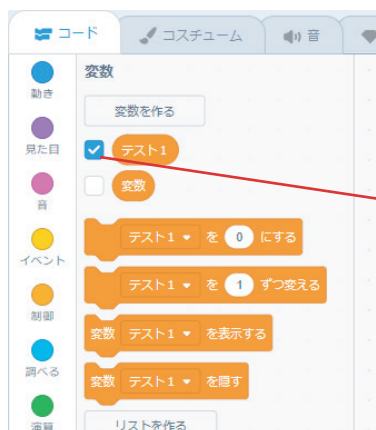 コード
コスチューム
音
動き
見た目
音
イベント
制御
調べる
演算
変数
変数を作る
テスト1
変数
テスト1 を 0 にする
テスト1 を 1 ずつ変える
変数 テスト1 を表示する
変数 テスト1 を隠す
リストを作る